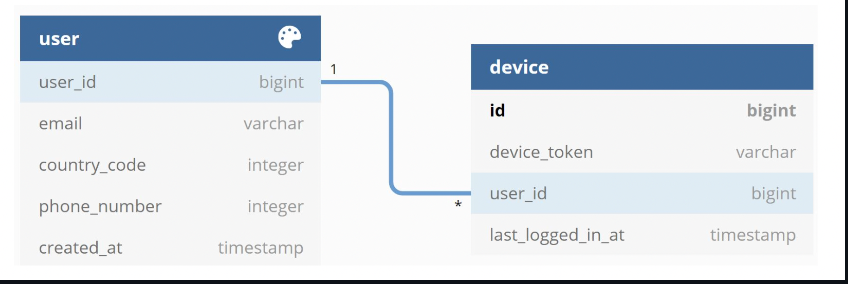 user
user_id bigint
email varchar
country_code integer
phone_number integer
created_at timestamp
1
*
device
id bigint
device_token varchar
user_id bigint
last_logged_in_at timestamp